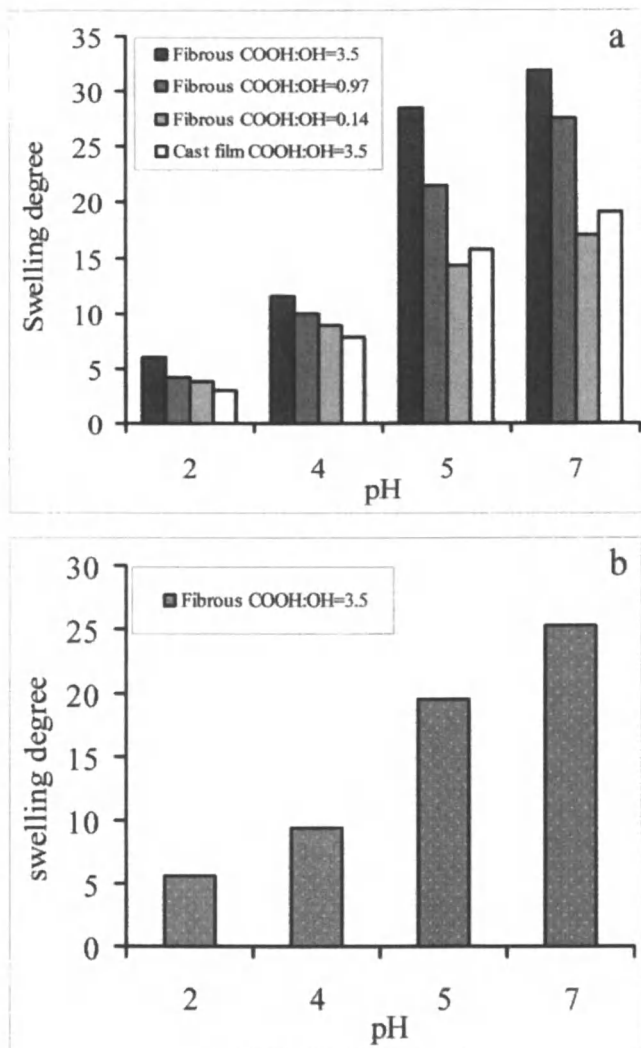 a
35
30
25
20
15
10
5
0
Swelling degree
Fibrous COOH:OH=3.5
Fibrous COOH:OH=0.97
Fibrous COOH:OH=0.14
Cast film COOH:OH=3.5
2 4 5 7
pH
b
30
25
20
15
10
5
0
swelling degree
Fibrous COOH:OH=3.5
2 4 5 7
pH